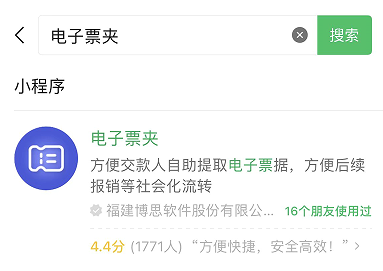 电子票夹
搜索
小程序
电子票夹
方便交款人自助提取电子票据，方便后续
报销等社会化流转
福建博思软件股份有限公... 16个朋友使用过
4.4分 (1771人) “方便快捷，安全高效！” >